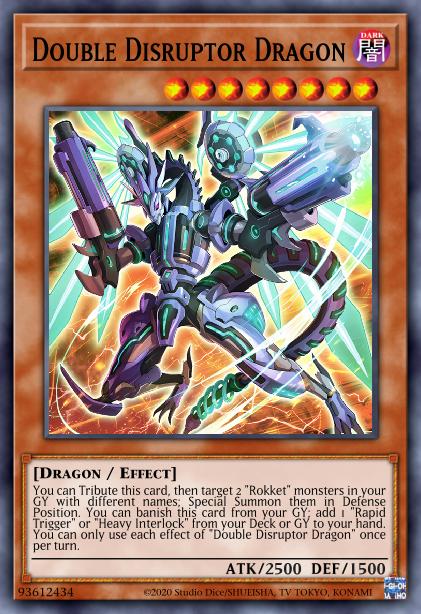 Double Disruptor Dragon
DARK
闇
[Dragon / Effect]
You can Tribute this card, then target 2 "Rokket" monsters in your
GY with different names; Special Summon them in Defense
Position. You can banish this card from your GY; add 1 "Rapid
Trigger" or "Heavy Interlock" from your Deck or GY to your hand.
You can only use each effect of "Double Disruptor Dragon" once
per turn.
ATK/2500 DEF/1500
93612434
©2020 Studio Dice/SHUEISHA, TV TOKYO, KONAMI